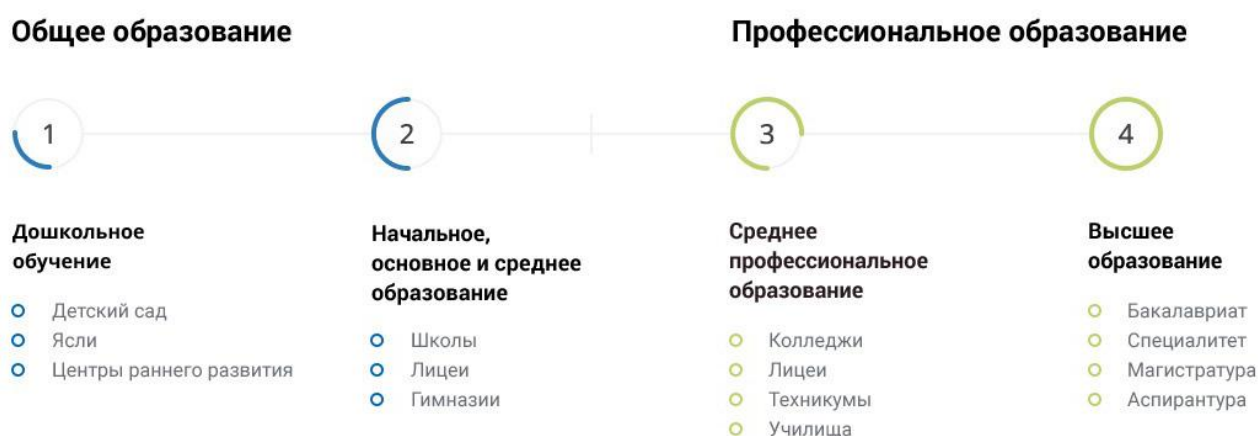 Общее образование
Профессиональное образование
1
2
3
4
Дошкольное
обучение
Детский сад
Ясли
Центры раннего развития
Начальное,
основное и среднее
образование
Школы
Лицеи
Гимназии
Среднее
профессиональное
образование
Колледжи
Лицеи
Техникумы
Училища
Высшее
образование
Бакалавриат
Специалитет
Магистратура
Аспирантура